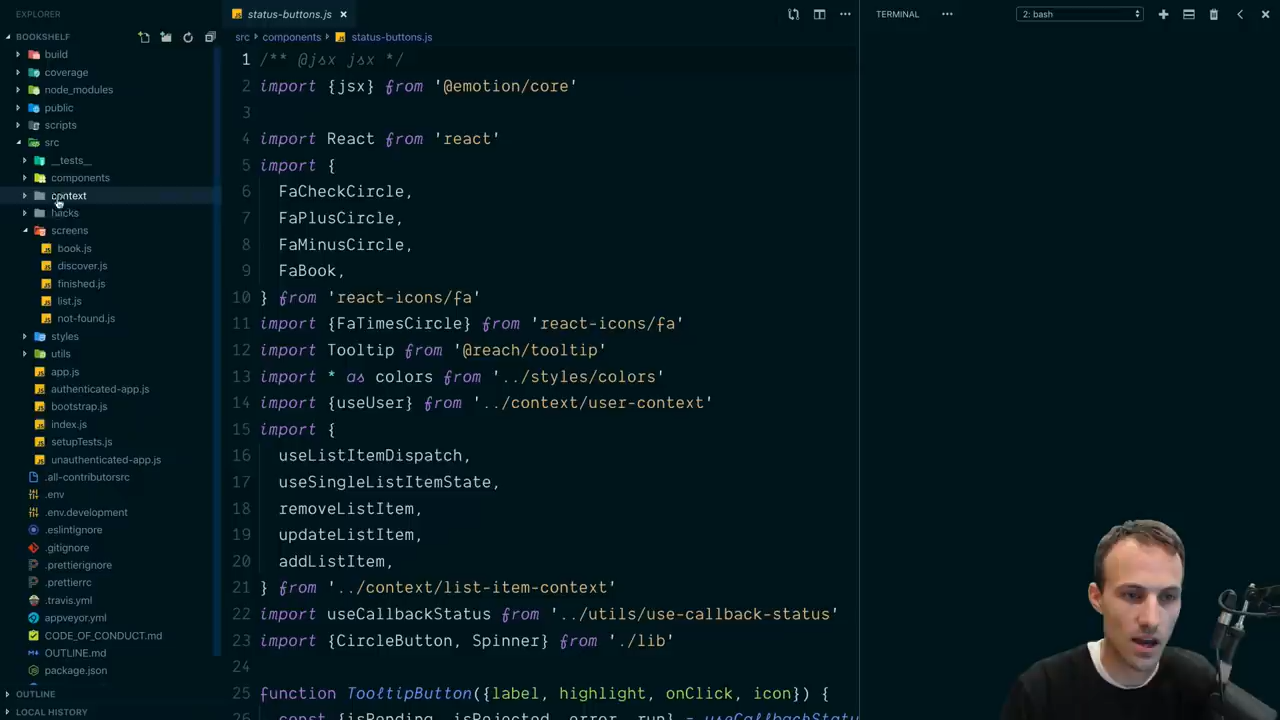 EXPLORER
BOOKSHELF
build
coverage
node_modules
public
scripts
src
__tests__
components
context
hacks
screens
book.js
discover.js
finished.js
list.js
not-found.js
styles
utils
app.js
authenticated-app.js
bootstrap.js
index.js
setupTests.js
unauthenticated-app.js
.all-contributorsrc
.env
.env.development
.eslintignore
.gitignore
.prettierignore
.prettierrc
.travis.yml
appveyor.yml
CODE_OF_CONDUCT.md
OUTLINE.md
package.json
OUTLINE
LOCAL HISTORY
status-buttons.js
src › components › status-buttons.js
1 /** @jsx jsx */
2 import {jsx} from '@emotion/core'
3
4 import React from 'react'
5 import {
6 FaCheckCircle,
7 FaPlusCircle,
8 FaMinusCircle,
9 FaBook,
10 } from 'react-icons/fa'
11 import {FaTimesCircle} from 'react-icons/fa'
12 import Tooltip from '@reach/tooltip'
13 import * as colors from '../styles/colors'
14 import {useUser} from '../context/user-context'
15 import {
16 useListItemDispatch,
17 useSingleListItemState,
18 removeListItem,
19 updateListItem,
20 addListItem,
21 } from '../context/list-item-context'
22 import useCallbackStatus from '../utils/use-callback-status'
23 import {CircleButton, Spinner} from './lib'
24
25 function TooltipButton({label, highlight, onClick, icon}) {
26 const {isPending, isRejected, error, run} = useCallbackStatu
TERMINAL
2: bash